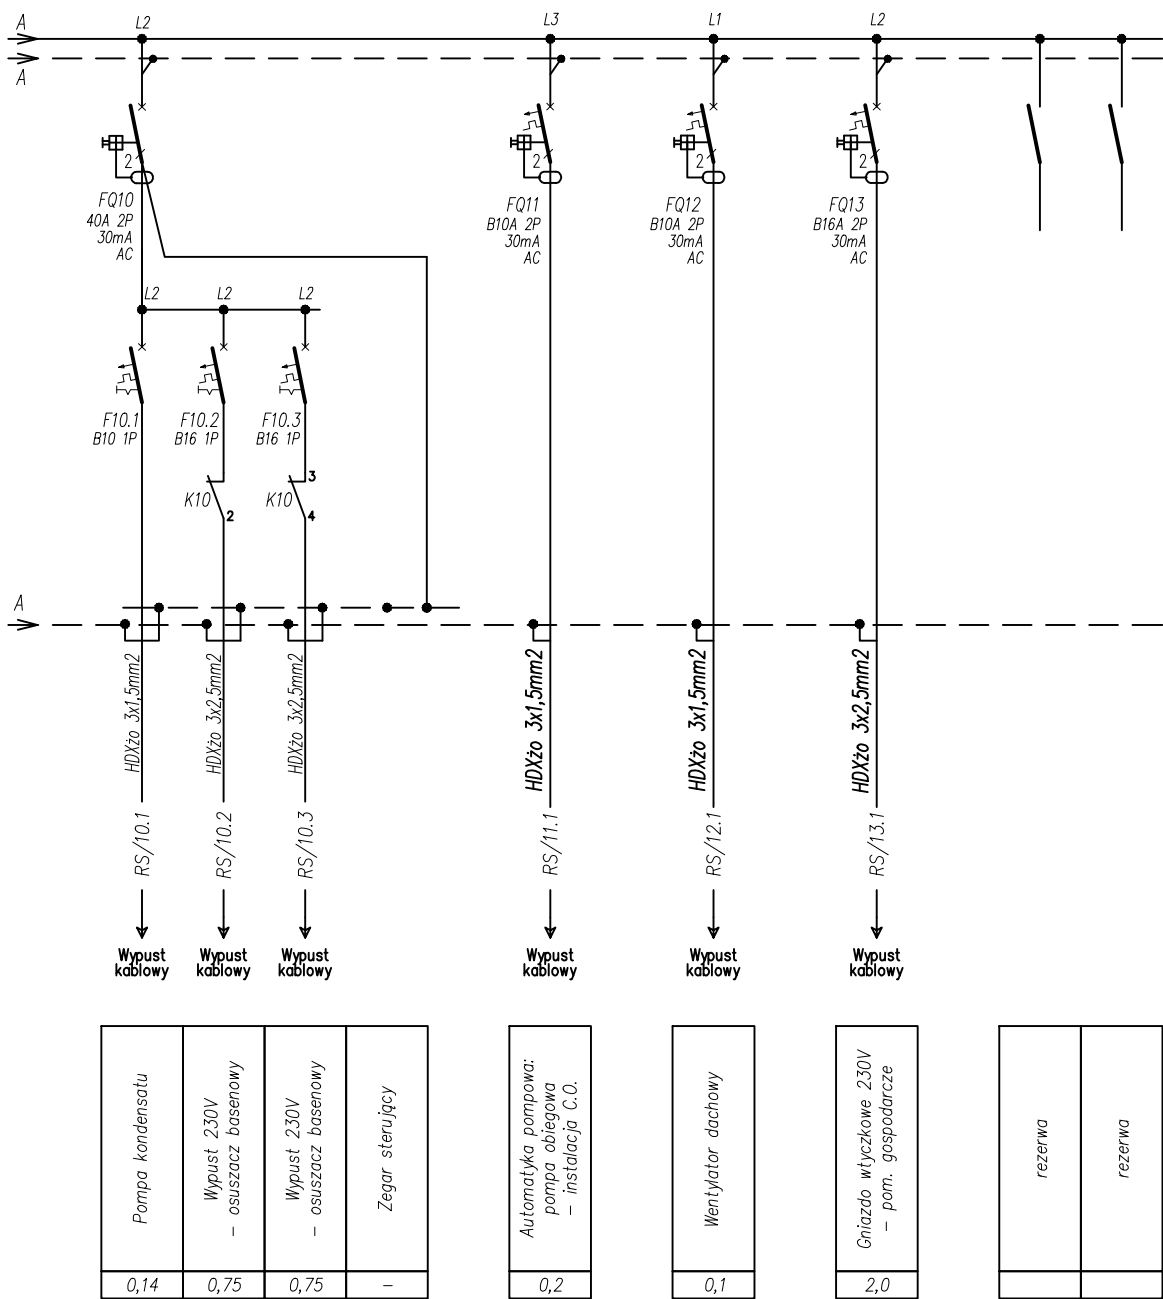 A
L2
L3
L1
L2
A
2
FQ10
40A 2P
30mA
AC
2
FQ11
B10A 2P
30mA
AC
2
FQ12
B10A 2P
30mA
AC
2
FQ13
B16A 2P
30mA
AC
L2
L2
L2
F10.1
B10 1P
F10.2
B16 1P
F10.3
B16 1P
K10
2
K10
3
4
A
HDXżo 3x1,5mm2
HDXżo 3x2,5mm2
HDXżo 3x2,5mm2
HDXżo 3x1,5mm2
HDXżo 3x1,5mm2
HDXżo 3x2,5mm2
RS/10.1
RS/10.2
RS/10.3
RS/11.1
RS/12.1
RS/13.1
Wypust
kablowy
Wypust
kablowy
Wypust
kablowy
Wypust
kablowy
Wypust
kablowy
Wypust
kablowy
Pompa kondensatu
Wypust 230V
– osuszacz basenowy
Wypust 230V
– osuszacz basenowy
Zegar sterujący
Automatyka pompowa:
pompa obiegowa
– instalacja C.O.
Wentylator dachowy
Gniazdo wtyczkowe 230V
– pom. gospodarcze
rezerwa
rezerwa
0,14
0,75
0,75
–
0,2
0,1
2,0